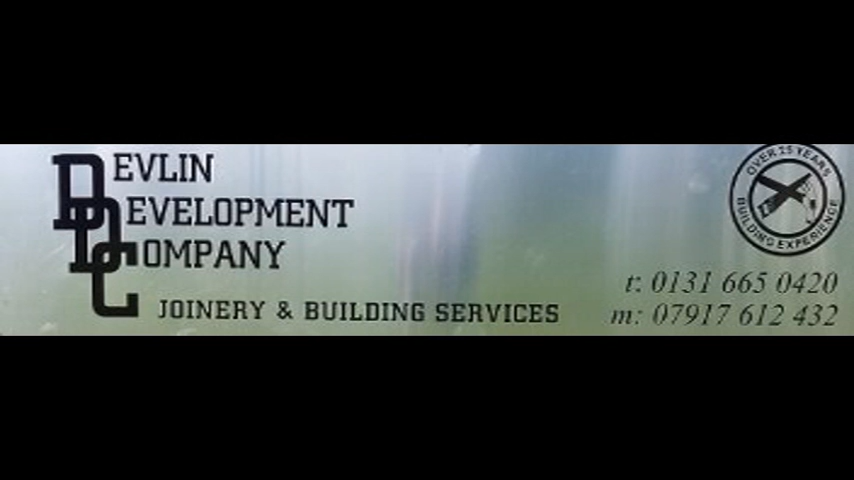 DEVLIN
DEVELOPMENT
COMPANY
JOINERY & BUILDING SERVICES
OVER 25 YEARS
BUILDING EXPERIENCE
t: 0131 665 0420
m: 07917 612 432